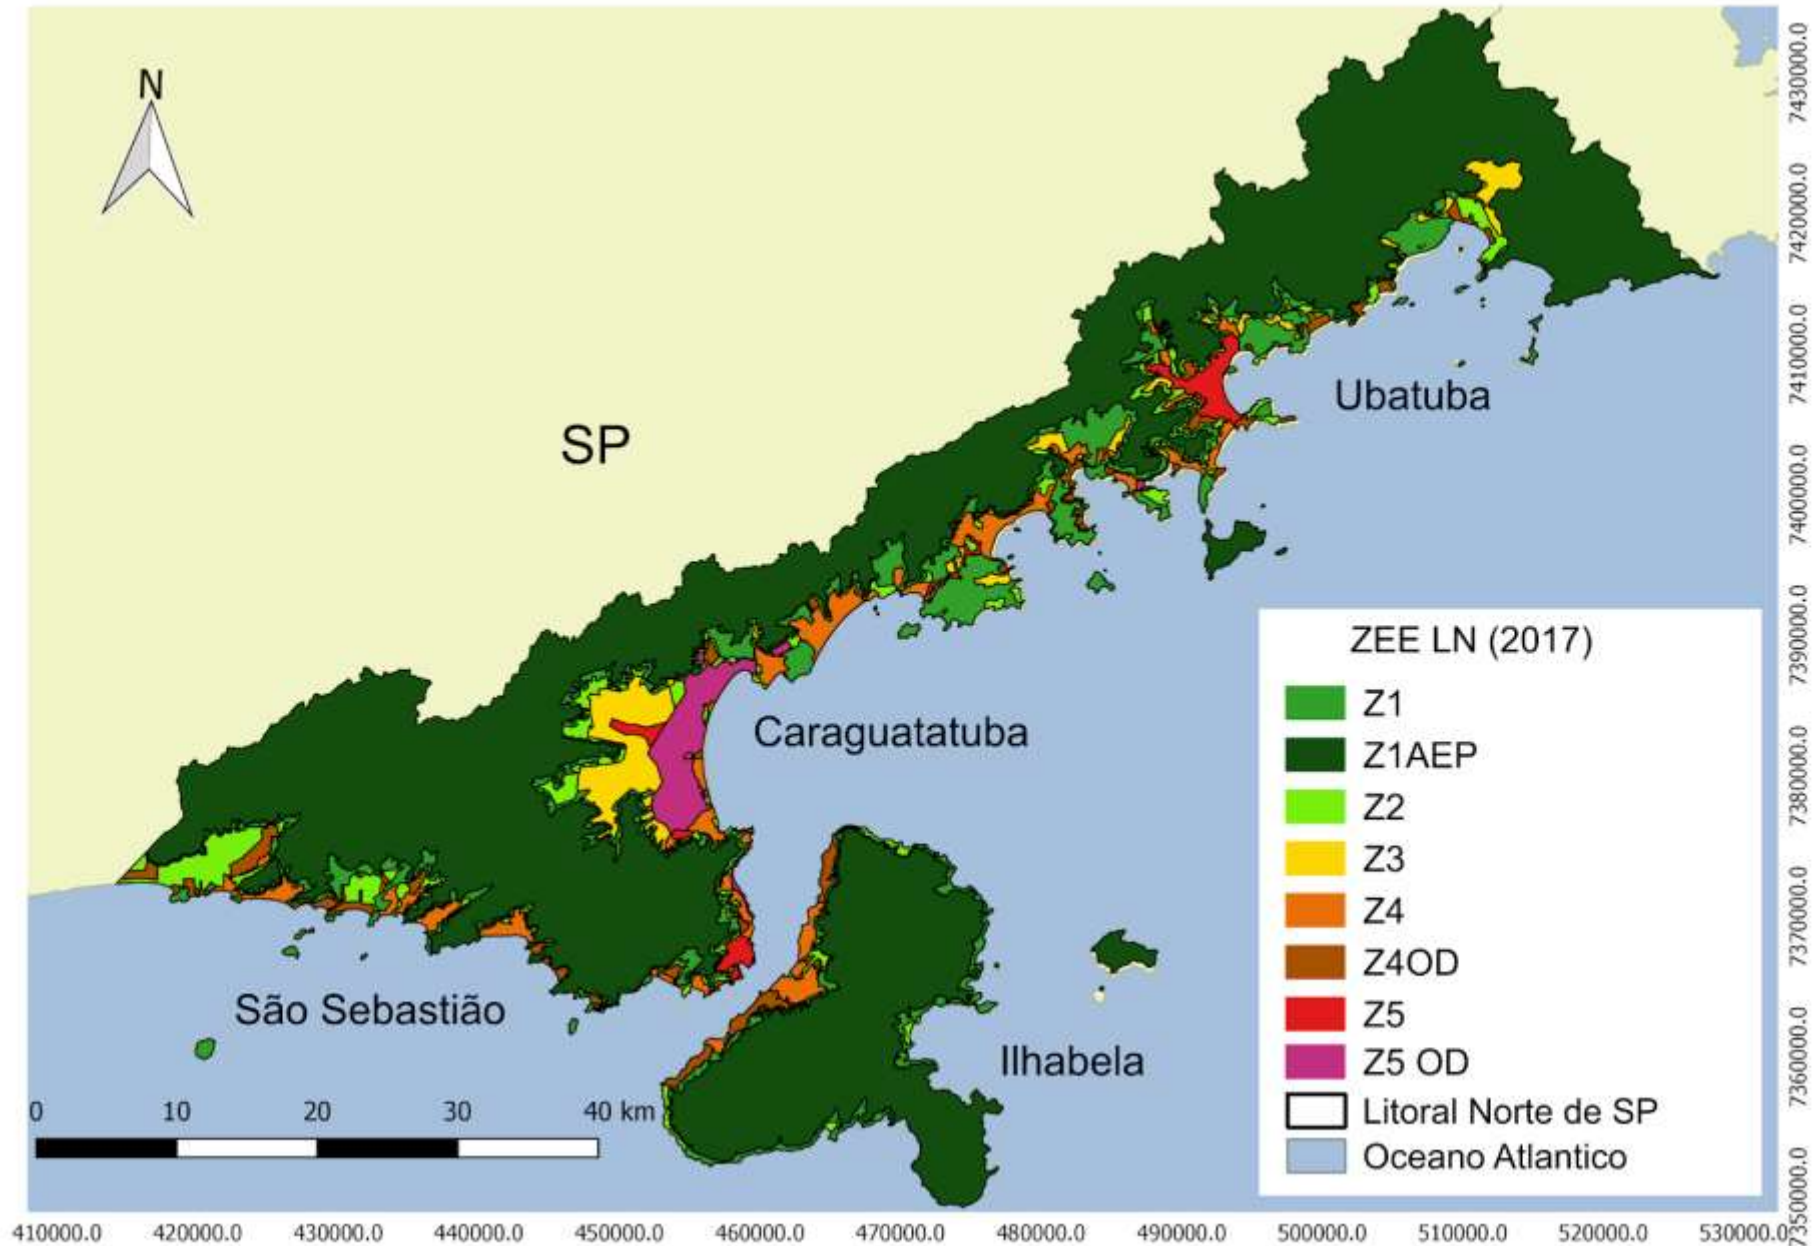 N
SP
Ubatuba
Caraguatatuba
São Sebastião
Ilhabela
ZEE LN (2017)
Z1
Z1AEP
Z2
Z3
Z4
Z4OD
Z5
Z5 OD
Litoral Norte de SP
Oceano Atlantico
0 10 20 30 40 km
410000.0 420000.0 430000.0 440000.0 450000.0 460000.0 470000.0 480000.0 490000.0 500000.0 510000.0 520000.0 530000.0
7430000.0
7420000.0
7410000.0
7400000.0
7390000.0
7380000.0
7370000.0
7360000.0
7350000.0